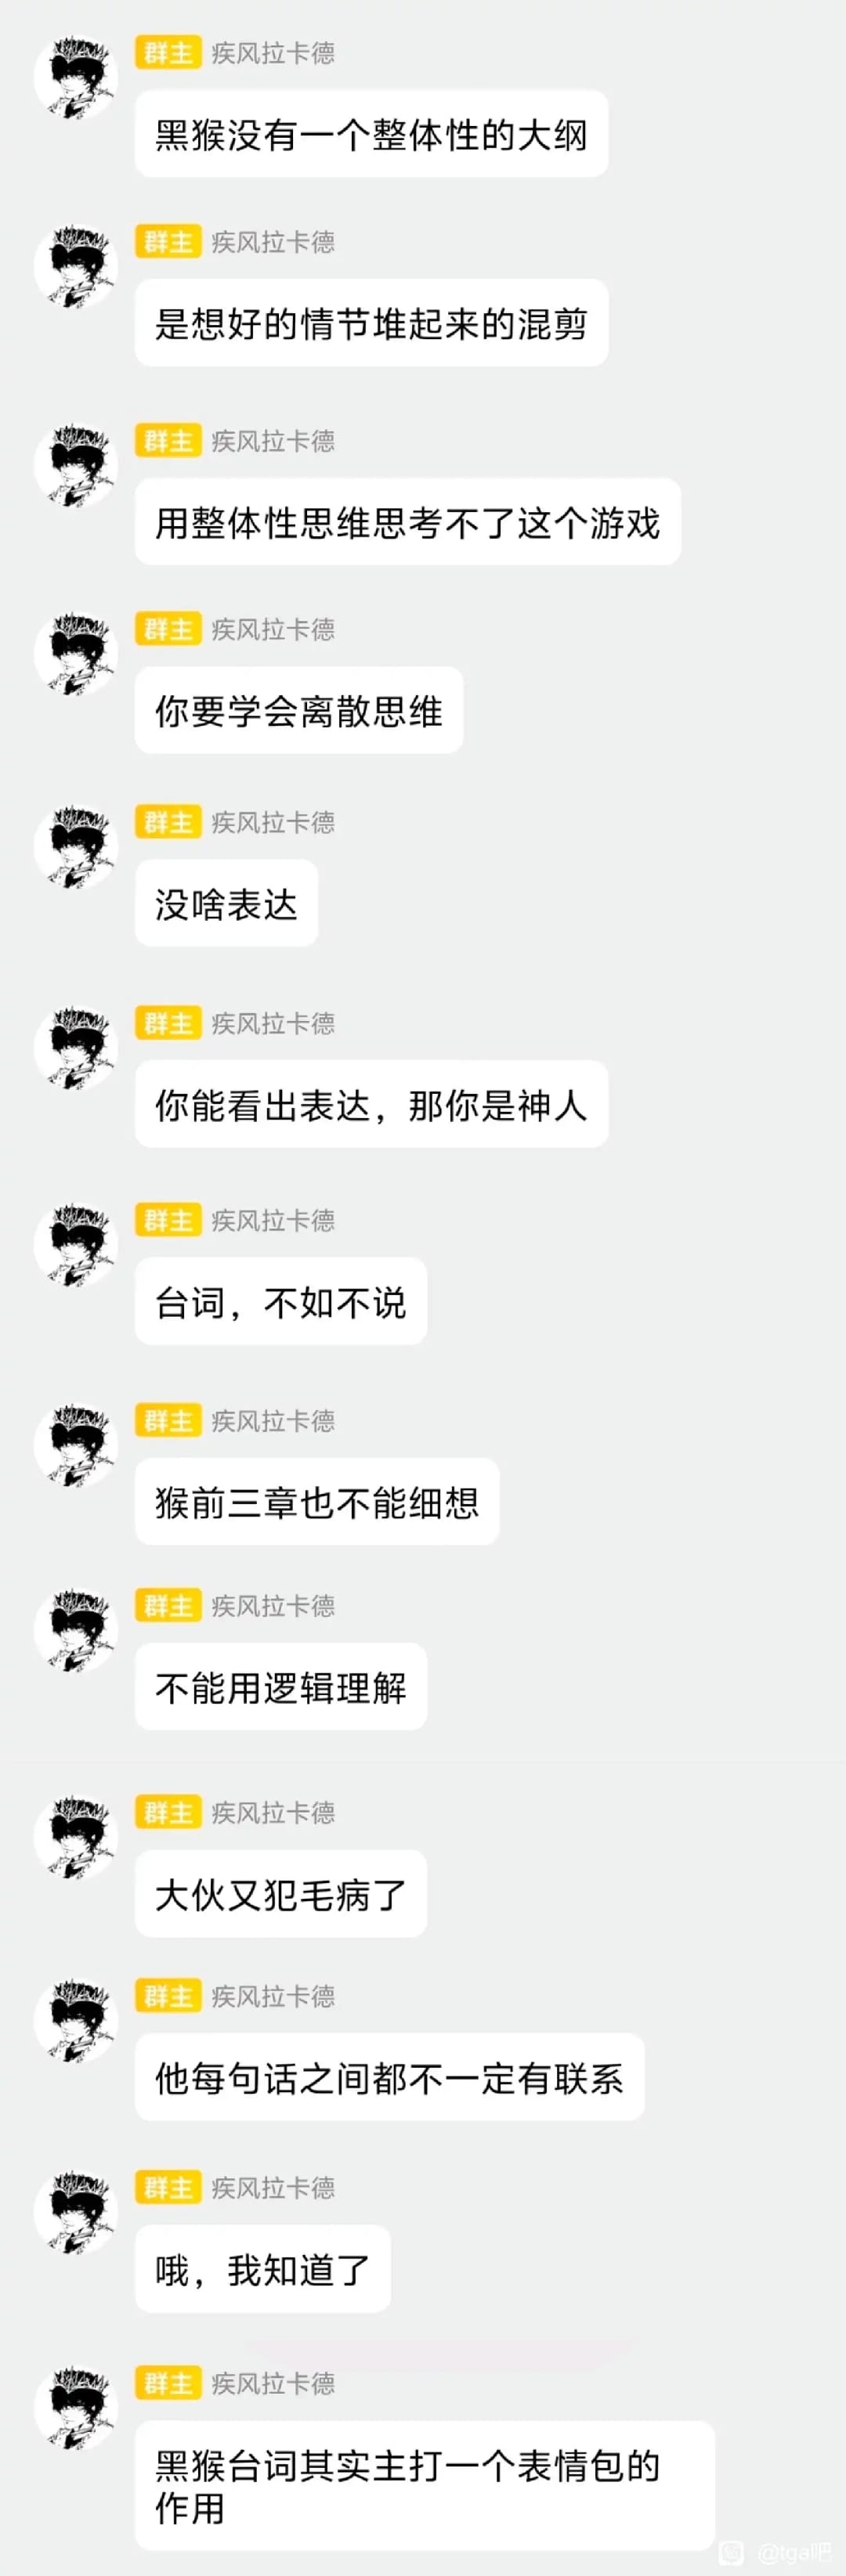 群主 疾风拉卡德
黑猴没有一个整体性的大纲
群主 疾风拉卡德
是想好的情节堆起来的混剪
群主 疾风拉卡德
用整体性思维思考不了这个游戏
群主 疾风拉卡德
你要学会离散思维
群主 疾风拉卡德
没啥表达
群主 疾风拉卡德
你能看出表达，那你是神人
群主 疾风拉卡德
台词，不如不说
群主 疾风拉卡德
猴前三章也不能细想
群主 疾风拉卡德
不能用逻辑理解
群主 疾风拉卡德
大伙又犯毛病了
群主 疾风拉卡德
他每句话之间都不一定有联系
群主 疾风拉卡德
哦，我知道了
群主 疾风拉卡德
黑猴台词其实主打一个表情包的
作用
@tga吧